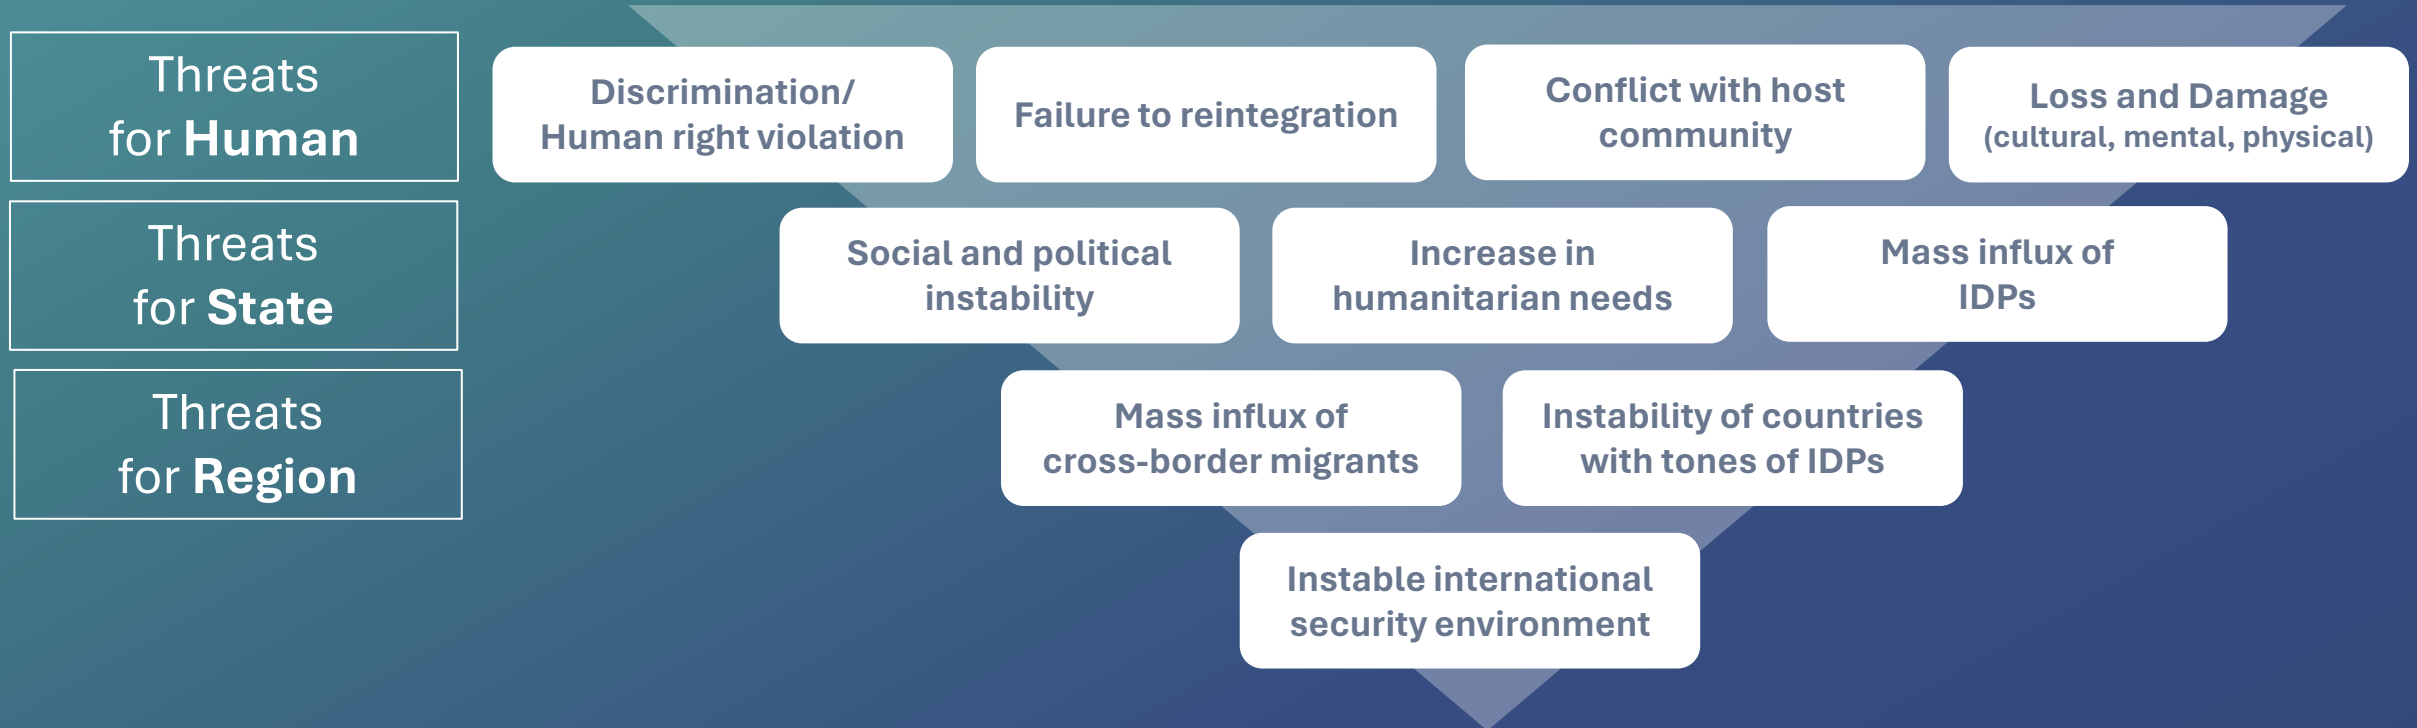 Threats
for Human
Discrimination/
Human right violation
Failure to reintegration
Conflict with host
community
Loss and Damage
(cultural, mental, physical)
Threats
for State
Social and political
instability
Increase in
humanitarian needs
Mass influx of
IDPs
Threats
for Region
Mass influx of
cross-border migrants
Instability of countries
with tones of IDPs
Instable international
security environment